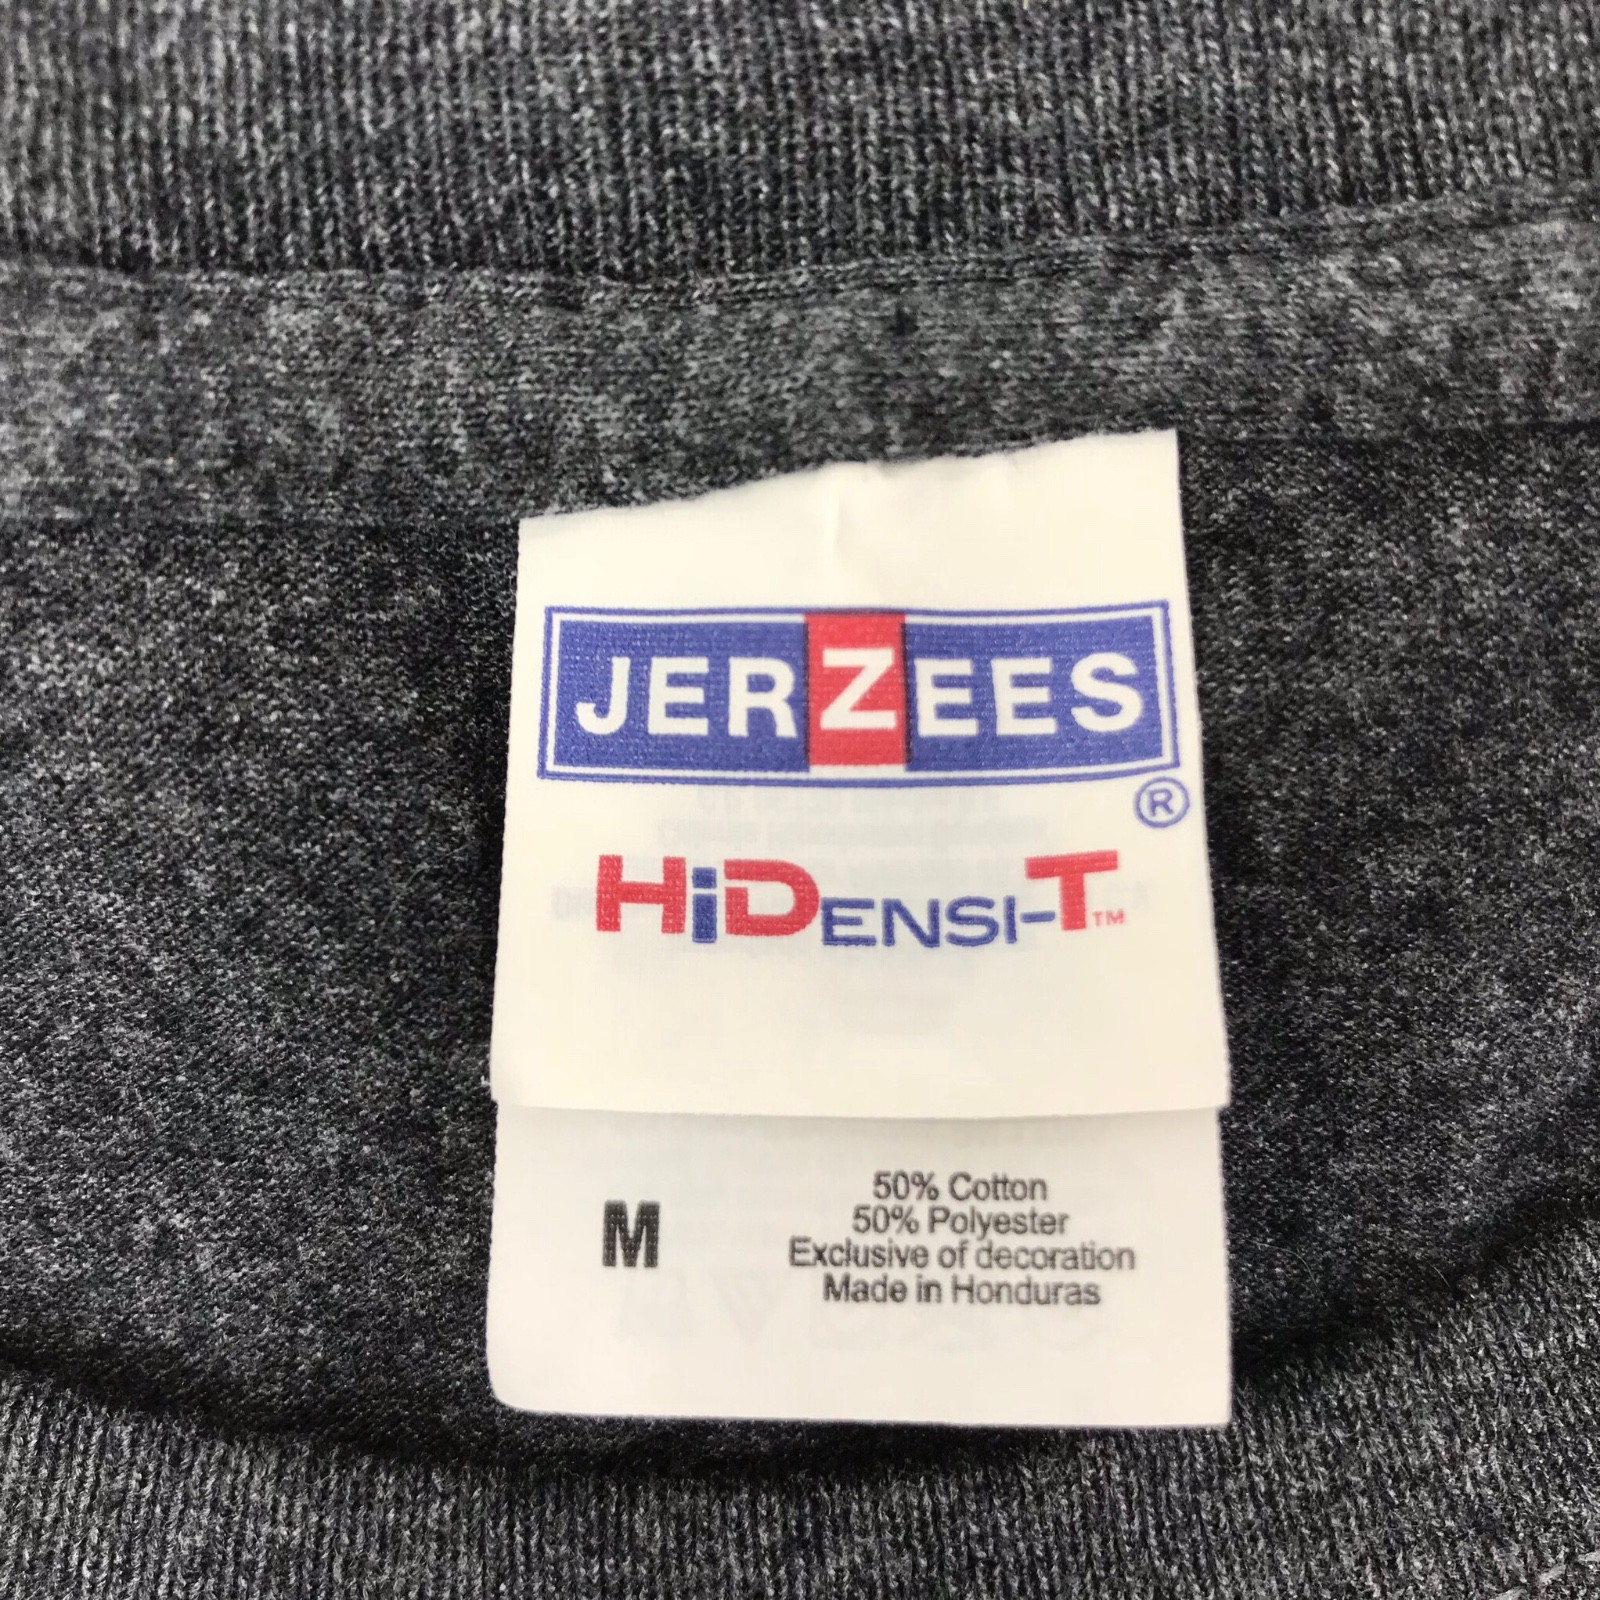 JERZEES
®
HiDENSI-T™
M
50% Cotton
50% Polyester
Exclusive of decoration
Made in Honduras